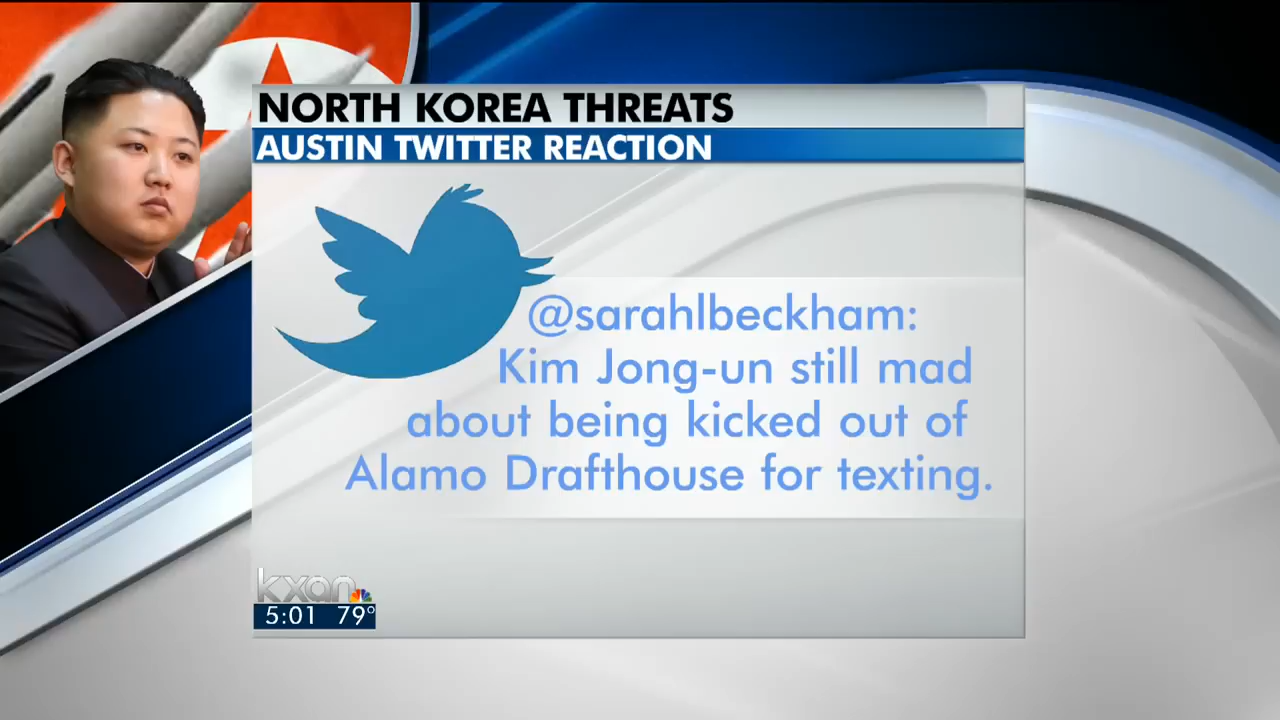 NORTH KOREA THREATS
AUSTIN TWITTER REACTION
@sarahlbeckham:
Kim Jong-un still mad
about being kicked out of
Alamo Drafthouse for texting.
kxan
5:01 79°